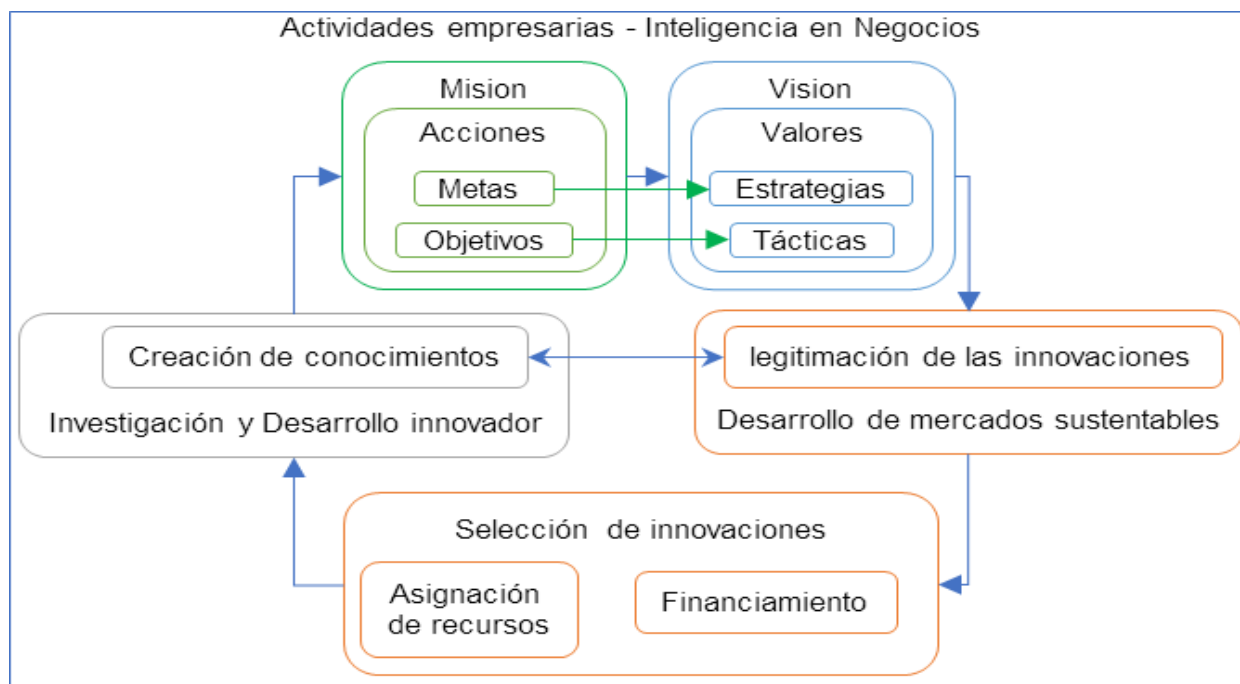 Actividades empresarias - Inteligencia en Negocios
Mision
Acciones
Metas
Objetivos
Vision
Valores
Estrategias
Tácticas
Creación de conocimientos
Investigación y Desarrollo innovador
legitimación de las innovaciones
Desarrollo de mercados sustentables
Selección de innovaciones
Asignación
de recursos
Financiamiento